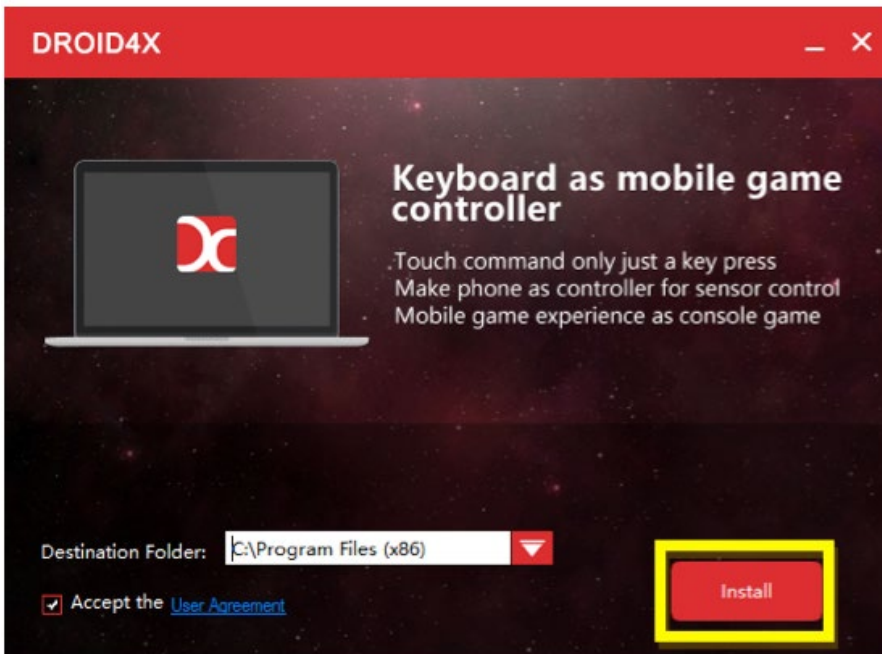 DROID4X
Keyboard as mobile game
controller
Touch command only just a key press
Make phone as controller for sensor control
Mobile game experience as console game
Destination Folder: C:\Program Files (x86)
Accept the User Agreement
Install